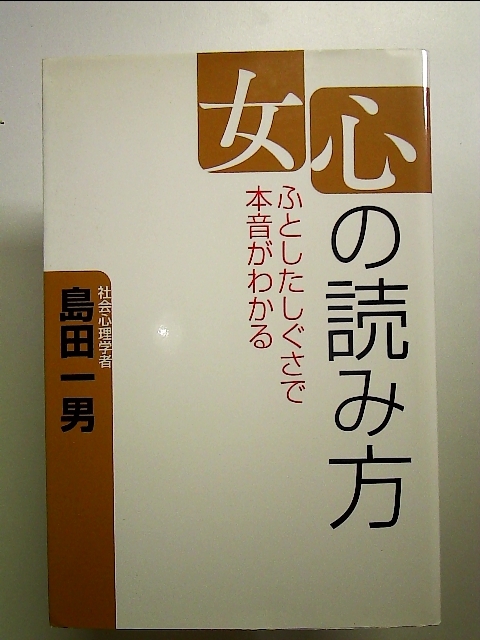 女心の読み方
ふとしたしぐさで
本音がわかる
社会心理学者
島田一男